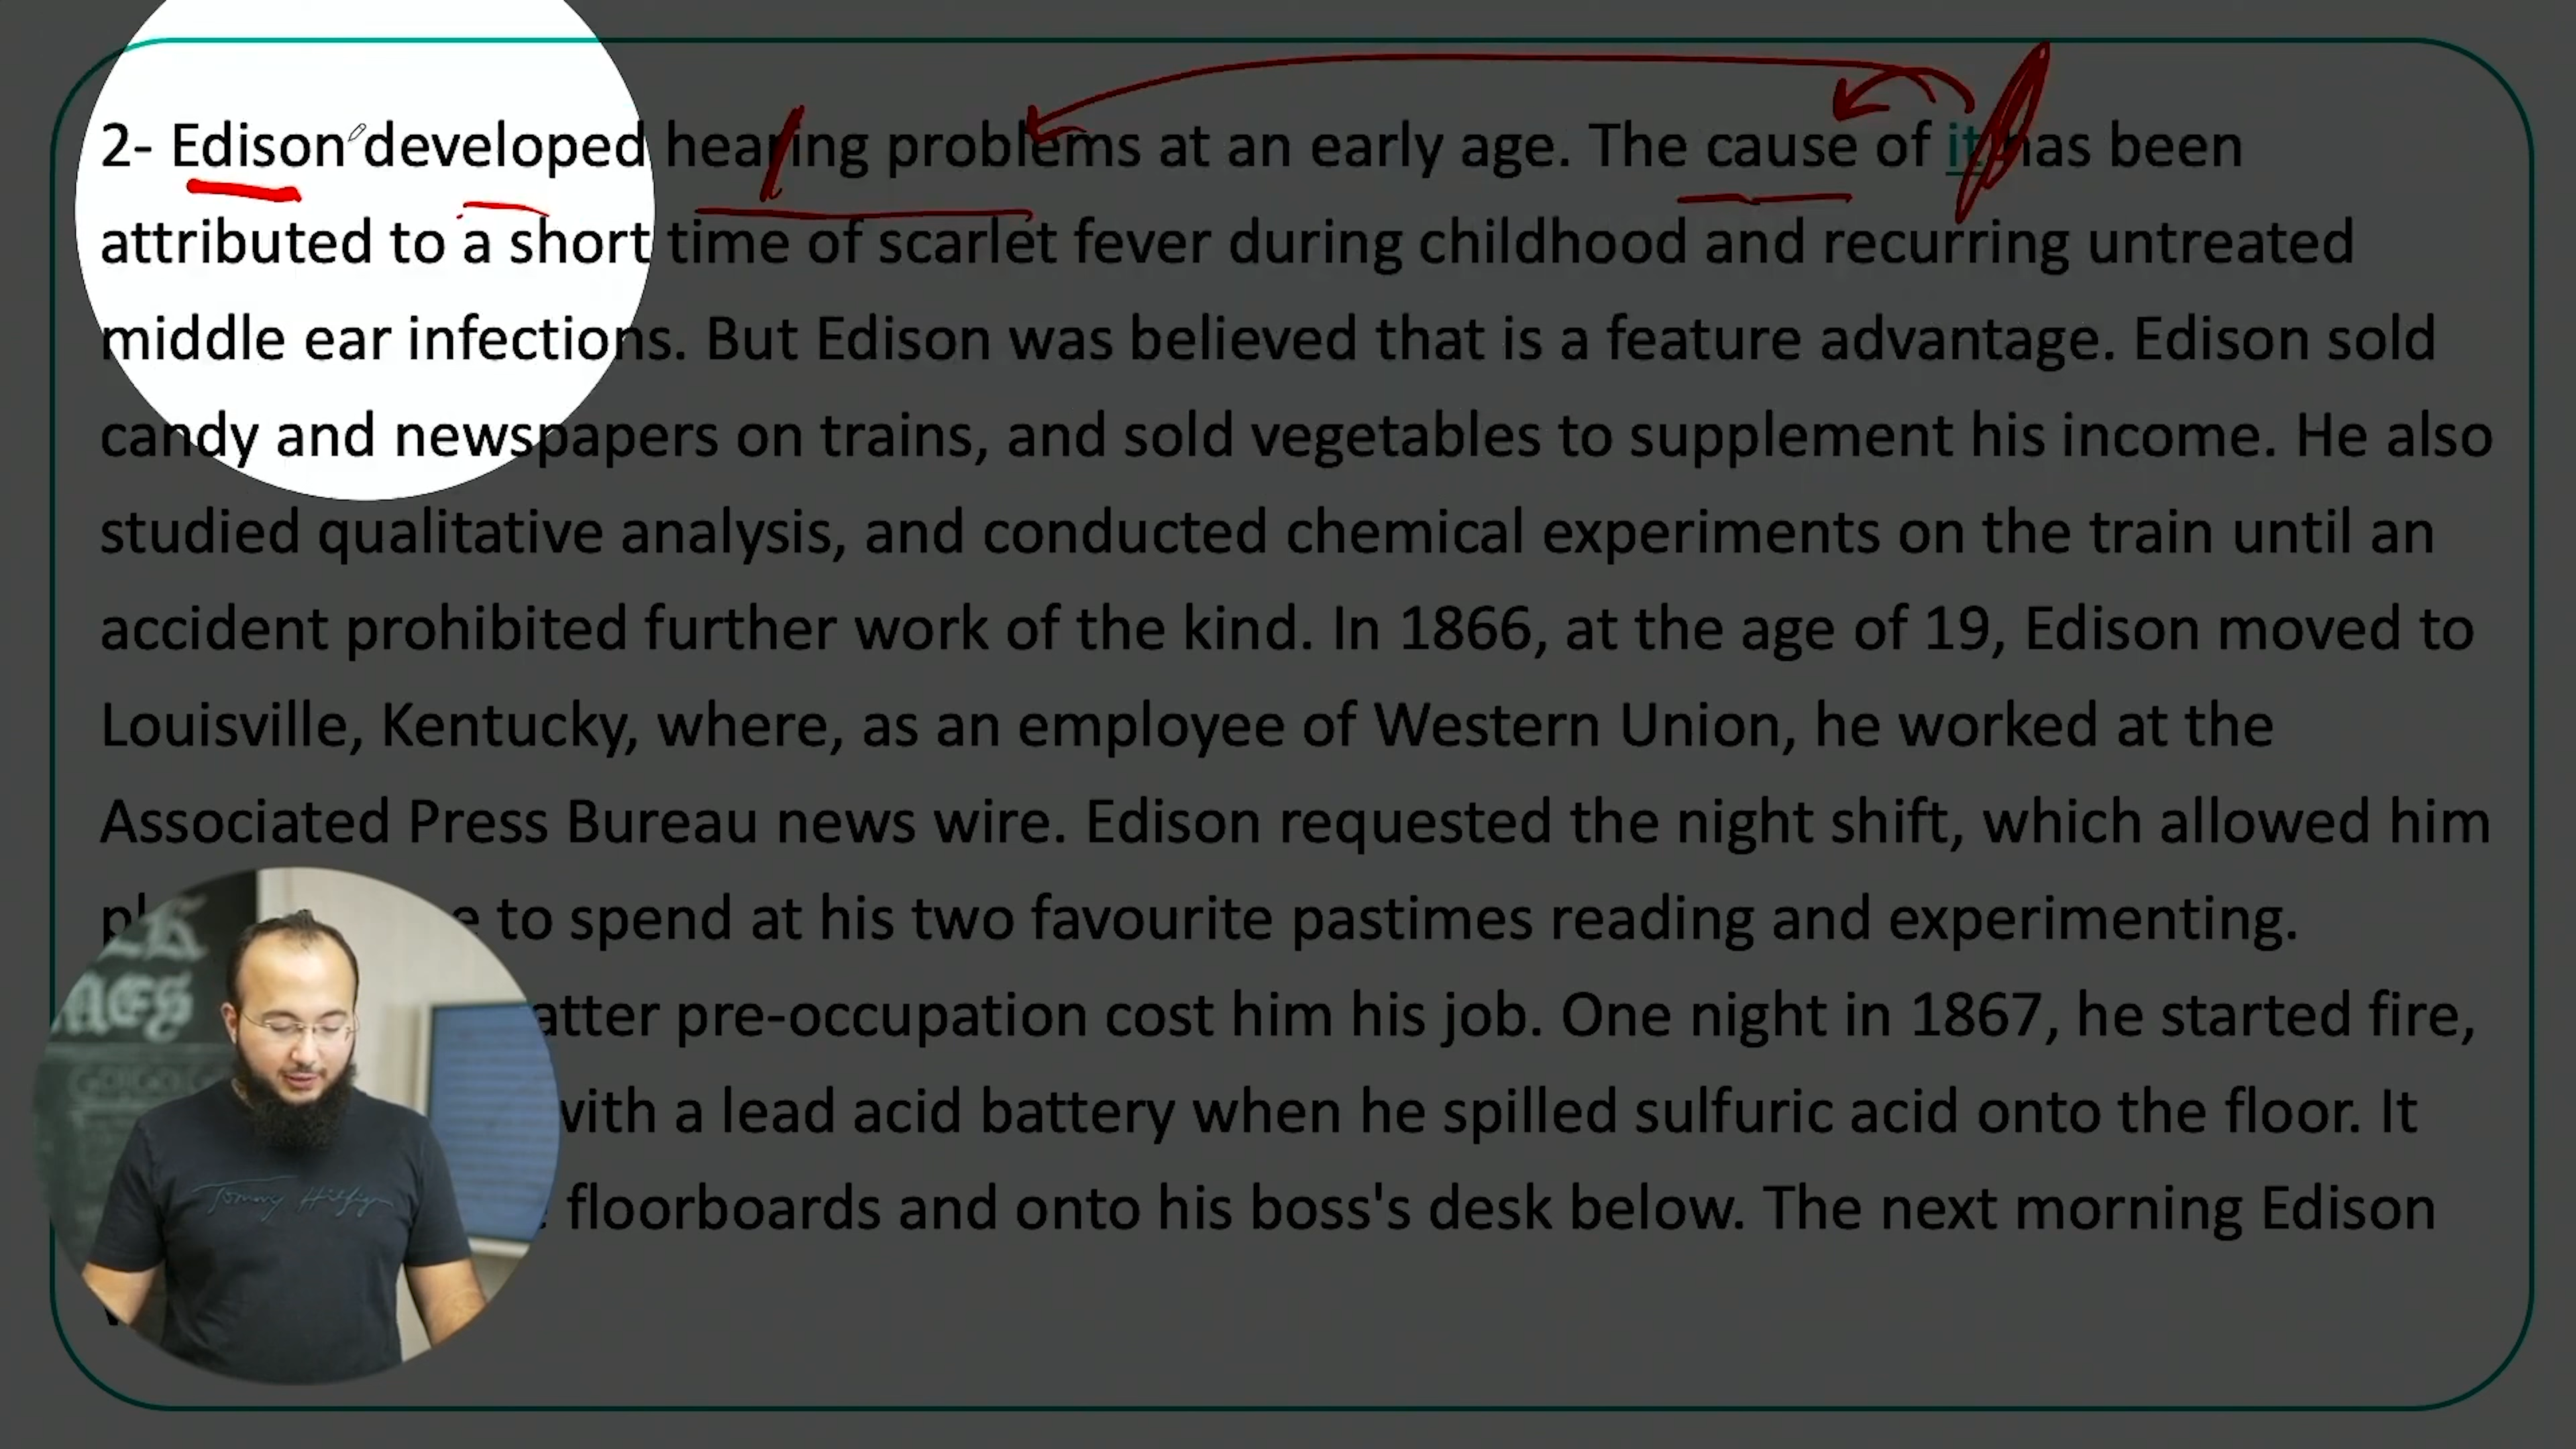 2- Edison developed hearing problems at an early age. The cause of it has been
attributed to a short time of scarlet fever during childhood and recurring untreated
middle ear infections. But Edison was believed that is a feature advantage. Edison sold
candy and newspapers on trains, and sold vegetables to supplement his income. He also
studied qualitative analysis, and conducted chemical experiments on the train until an
accident prohibited further work of the kind. In 1866, at the age of 19, Edison moved to
Louisville, Kentucky, where, as an employee of Western Union, he worked at the
Associated Press Bureau news wire. Edison requested the night shift, which allowed him
to spend at his two favourite pastimes reading and experimenting.
pre-occupation cost him his job. One night in 1867, he started fire,
with a lead acid battery when he spilled sulfuric acid onto the floor. It
floorboards and onto his boss's desk below. The next morning Edison
Tommy Hilfiger